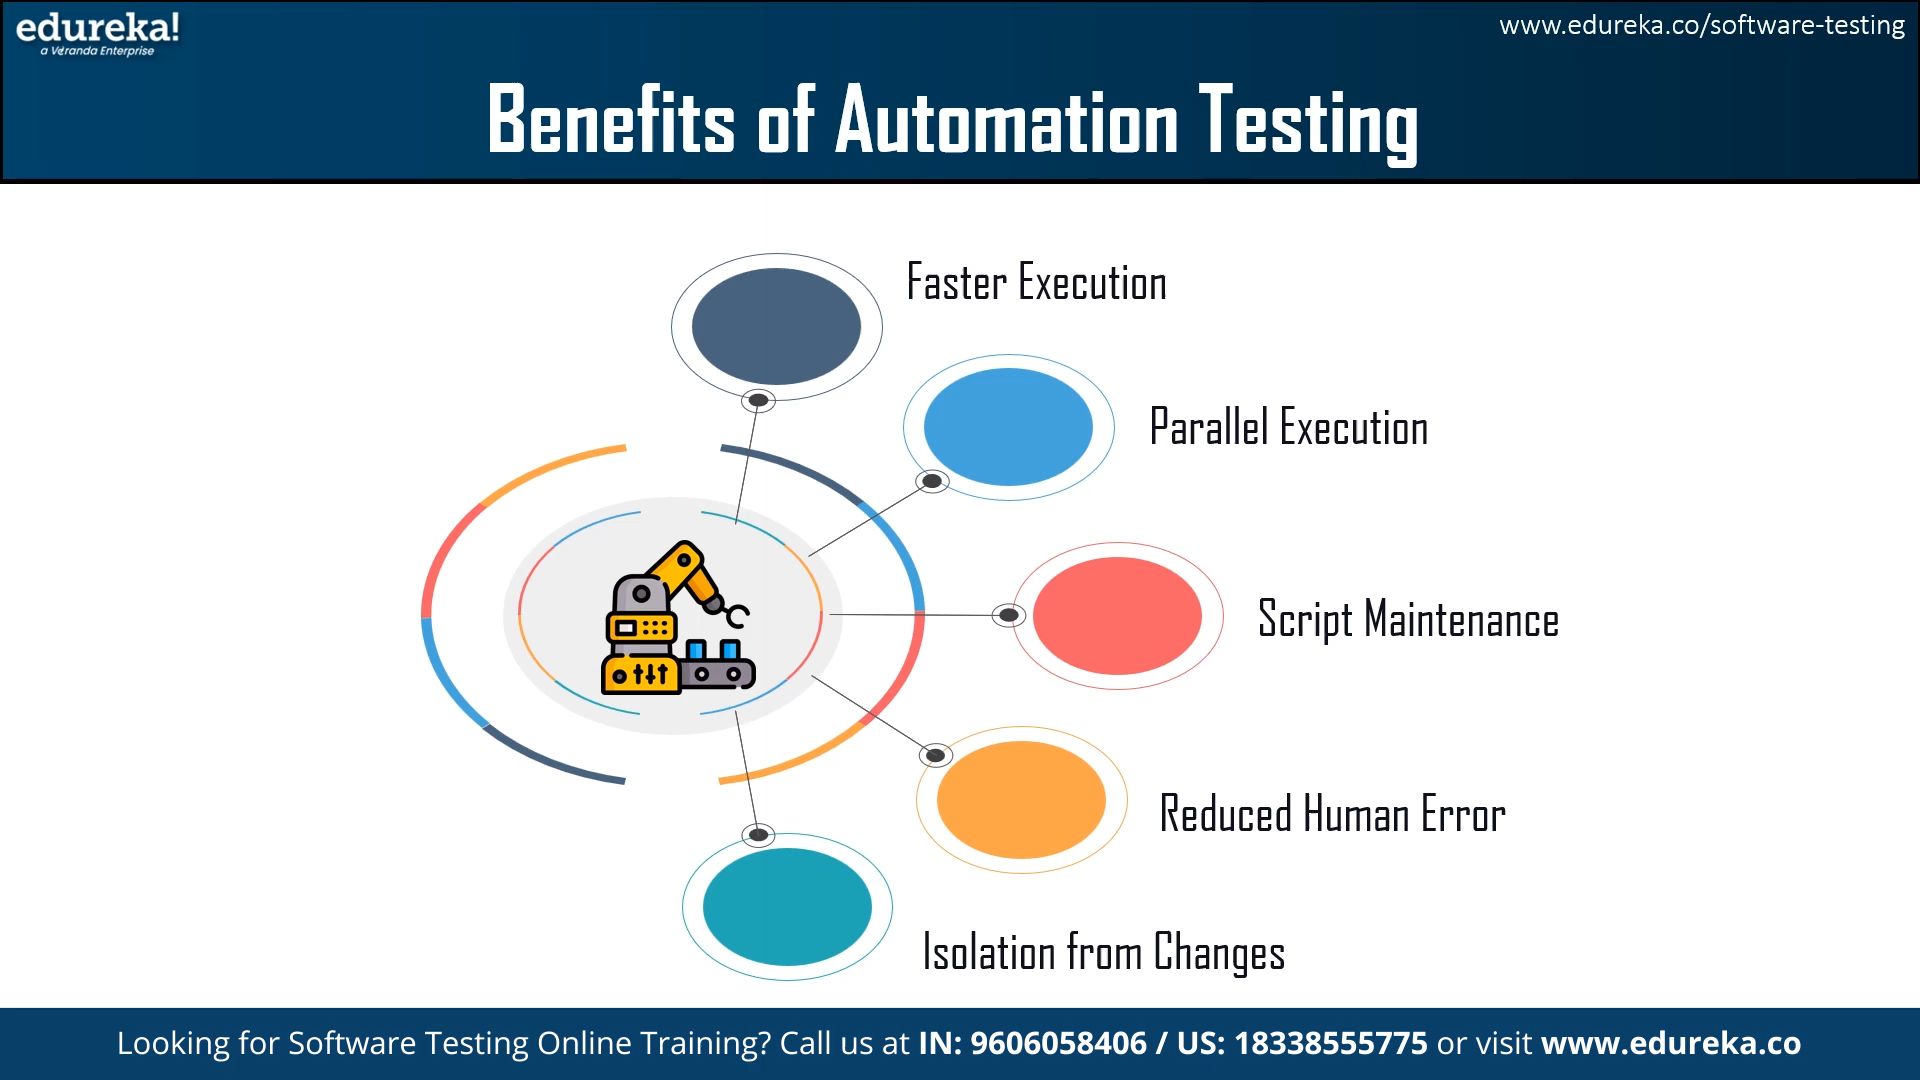 edureka!
a Veranda Enterprise
www.edureka.co/software-testing
Benefits of Automation Testing
Faster Execution
Parallel Execution
Script Maintenance
Reduced Human Error
Isolation from Changes
Looking for Software Testing Online Training? Call us at IN: 9606058406 / US: 18338555775 or visit www.edureka.co